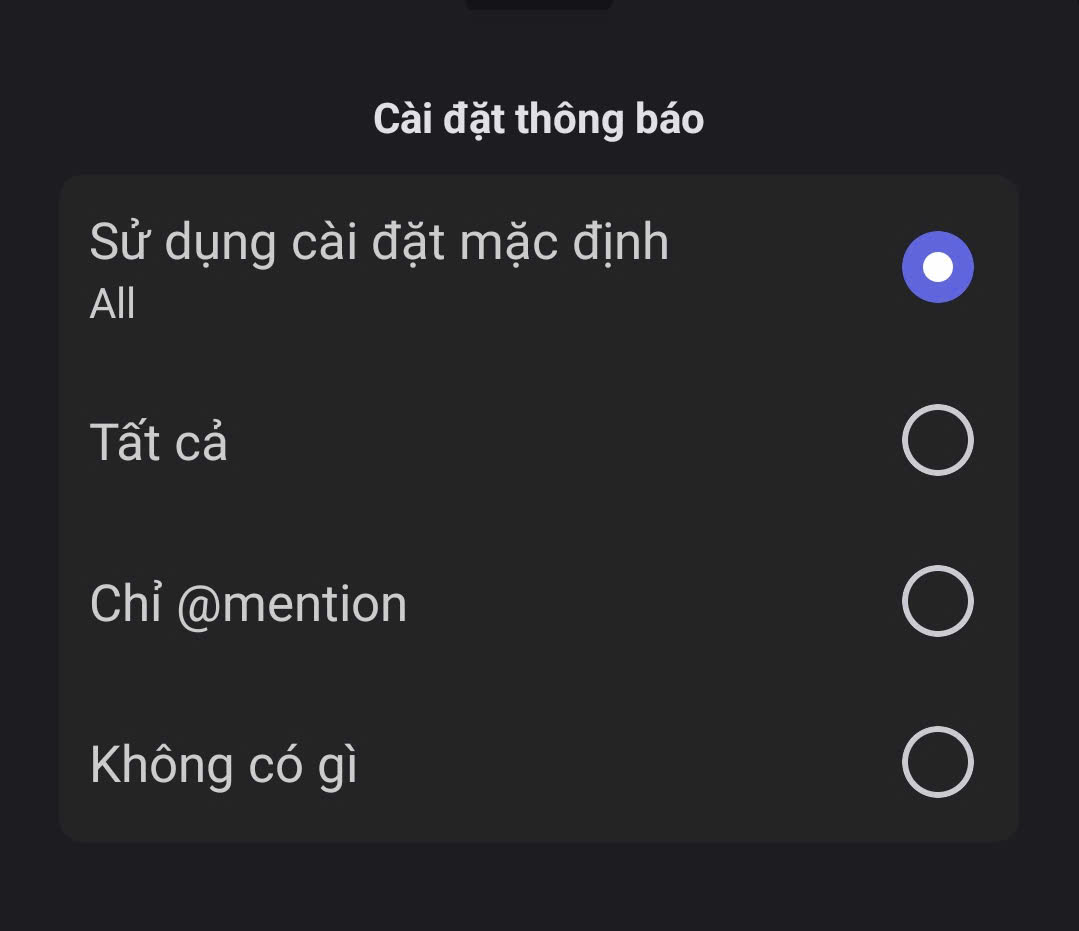 Cài đặt thông báo
Sử dụng cài đặt mặc định
All
Tất cả
Chỉ @mention
Không có gì